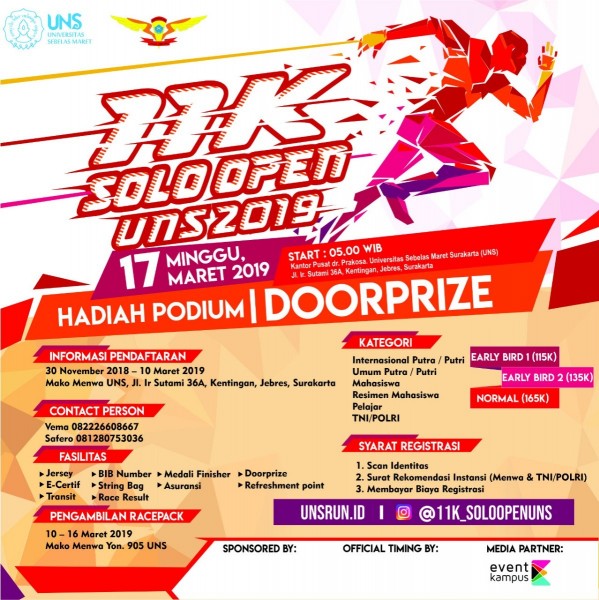 UNS
UNIVERSITAS
SEBELAS MARET
11K
SOLO OPEN
UNS 2019
17 MINGGU,
MARET 2019
START : 05.00 WIB
Kantor Pusat dr. Prakosa. Universitas Sebelas Maret Surakarta (UNS)
Jl. Ir. Sutami 36A, Kentingan, Jebres, Surakarta
HADIAH PODIUM | DOORPRIZE
INFORMASI PENDAFTARAN
30 November 2018 - 10 Maret 2019
Mako Menwa UNS, Jl. Ir Sutami 36A, Kentingan, Jebres, Surakarta
CONTACT PERSON
Vema 082226608667
Safero 081280753036
FASILITAS
Jersey
E-Certif
Transit
BIB Number
String Bag
Race Result
Medali Finisher
Asuransi
Doorprize
Refreshment point
PENGAMBILAN RACEPACK
10 - 16 Maret 2019
Mako Menwa Yon. 905 UNS
KATEGORI
Internasional Putra / Putri
Umum Putra / Putri
Mahasiswa
Resimen Mahasiswa
Pelajar
TNI/POLRI
EARLY BIRD 1 (115K)
EARLY BIRD 2 (135K)
NORMAL (165K)
SYARAT REGISTRASI
1. Scan Identitas
2. Surat Rekomendasi Instansi (Menwa & TNI/POLRI)
3. Membayar Biaya Registrasi
UNSRUN.ID I @11K_SOLOOPENUNS
SPONSORED BY:
OFFICIAL TIMING BY:
MEDIA PARTNER:
event
kampus